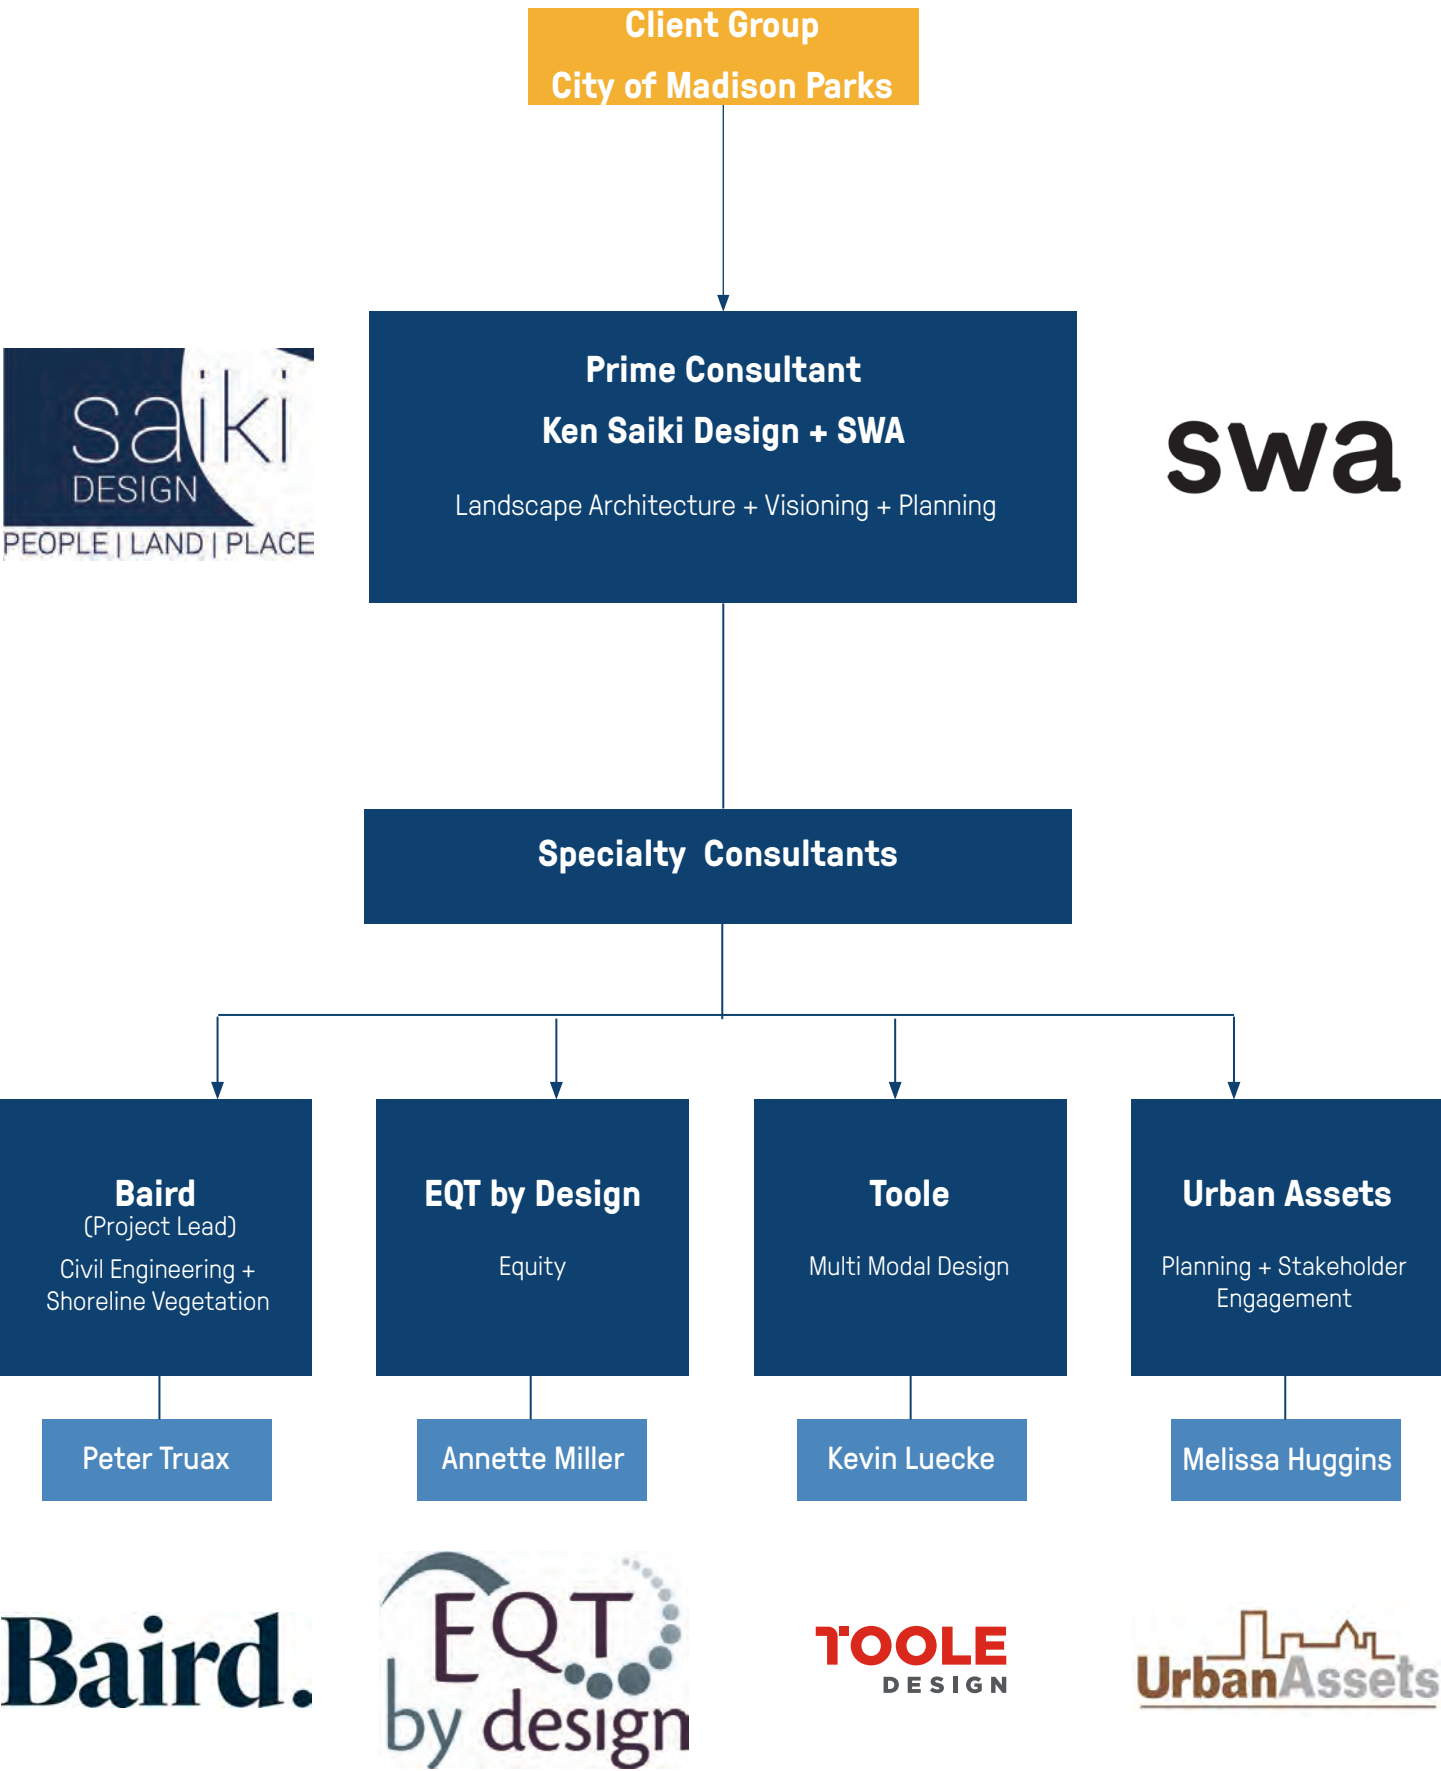 Client Group
City of Madison Parks
saiki
DESIGN
PEOPLE | LAND | PLACE
Prime Consultant
Ken Saiki Design + SWA
Landscape Architecture + Visioning + Planning
swa
Specialty Consultants
Baird
(Project Lead)
Civil Engineering +
Shoreline Vegetation
EQT by Design
Equity
Toole
Multi Modal Design
Urban Assets
Planning + Stakeholder
Engagement
Peter Truax
Annette Miller
Kevin Luecke
Melissa Huggins
Baird.
EQT
by design
TOOLE
DESIGN
UrbanAssets